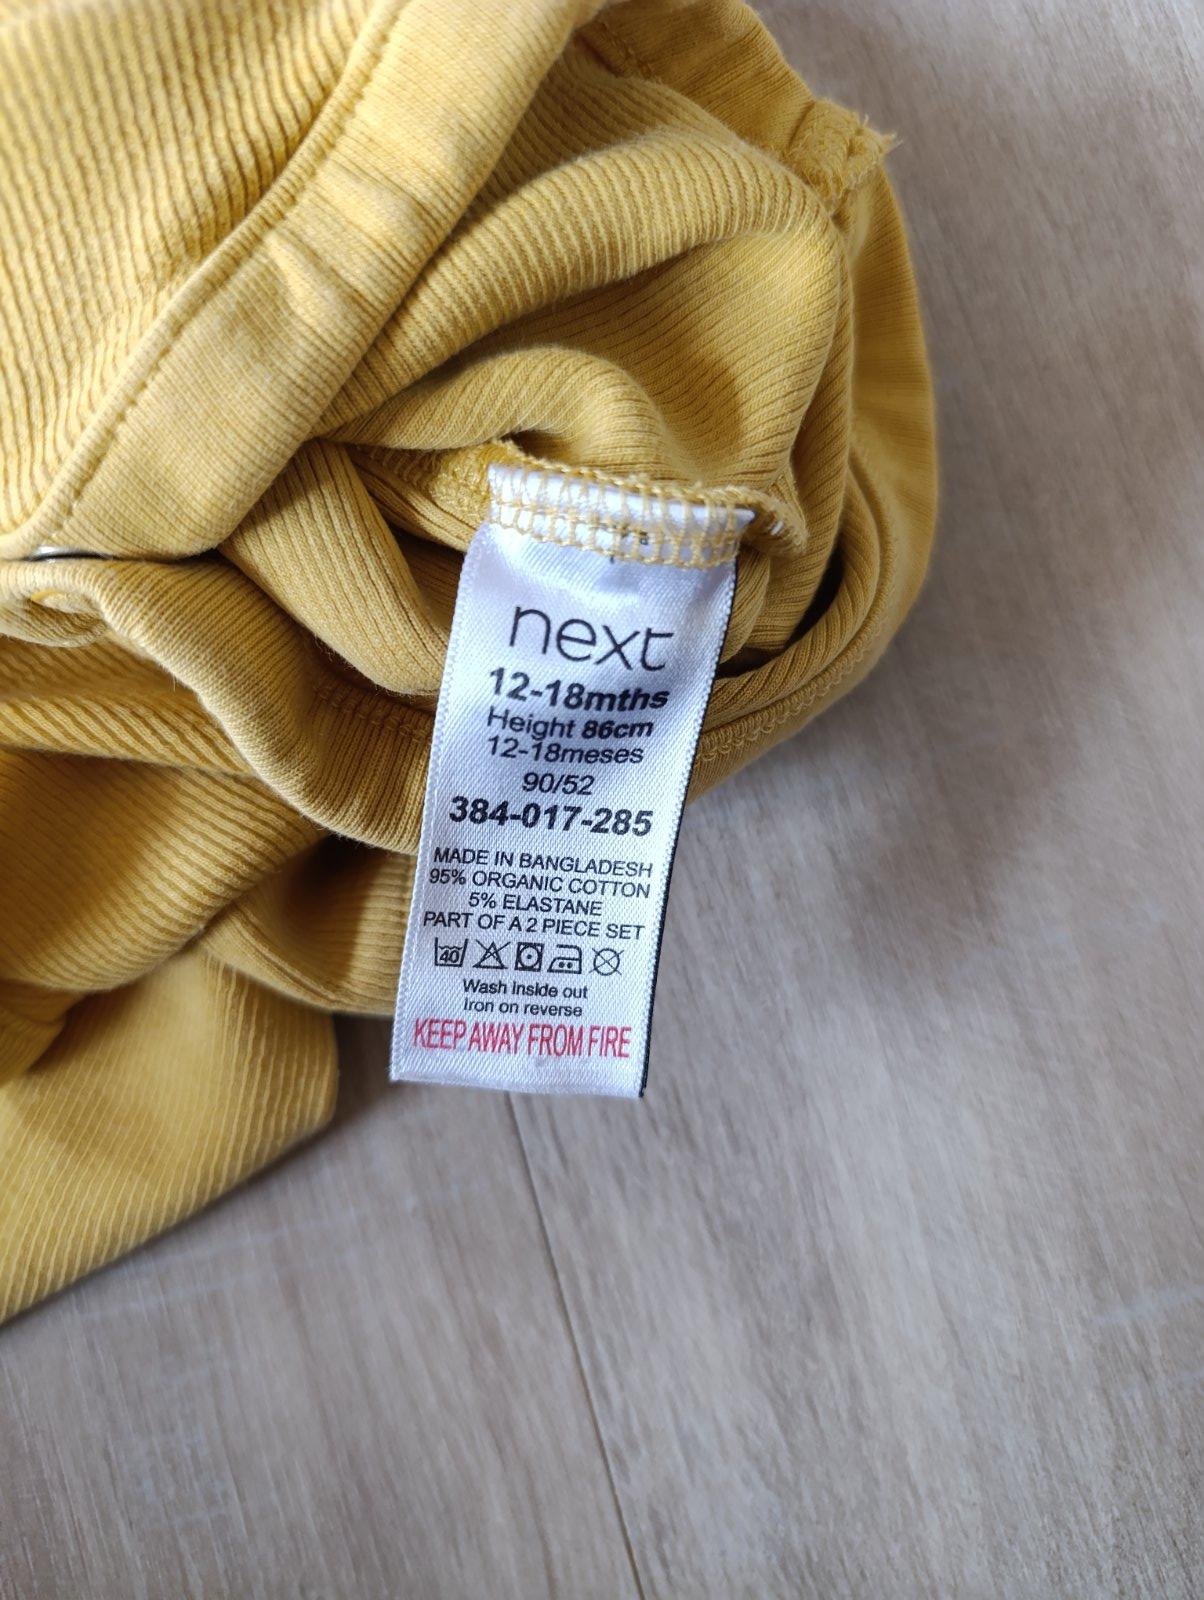 next
12-18mths
Height 86cm
12-18meses
90/52
384-017-285
MADE IN BANGLADESH
95% ORGANIC COTTON
5% ELASTANE
PART OF A 2 PIECE SET
40
Wash inside out
Iron on reverse
KEEP AWAY FROM FIRE